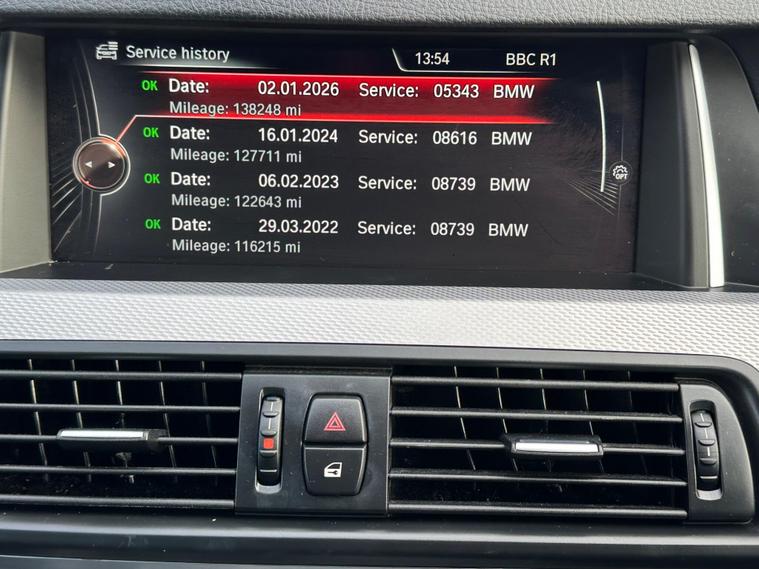 Service history 13:54 BBC R1
OK Date: 02.01.2026 Service: 05343 BMW
Mileage: 138248 mi
OK Date: 16.01.2024 Service: 08616 BMW
Mileage: 127711 mi
OK Date: 06.02.2023 Service: 08739 BMW
Mileage: 122643 mi
OPT
OK Date: 29.03.2022 Service: 08739 BMW
Mileage: 116215 mi